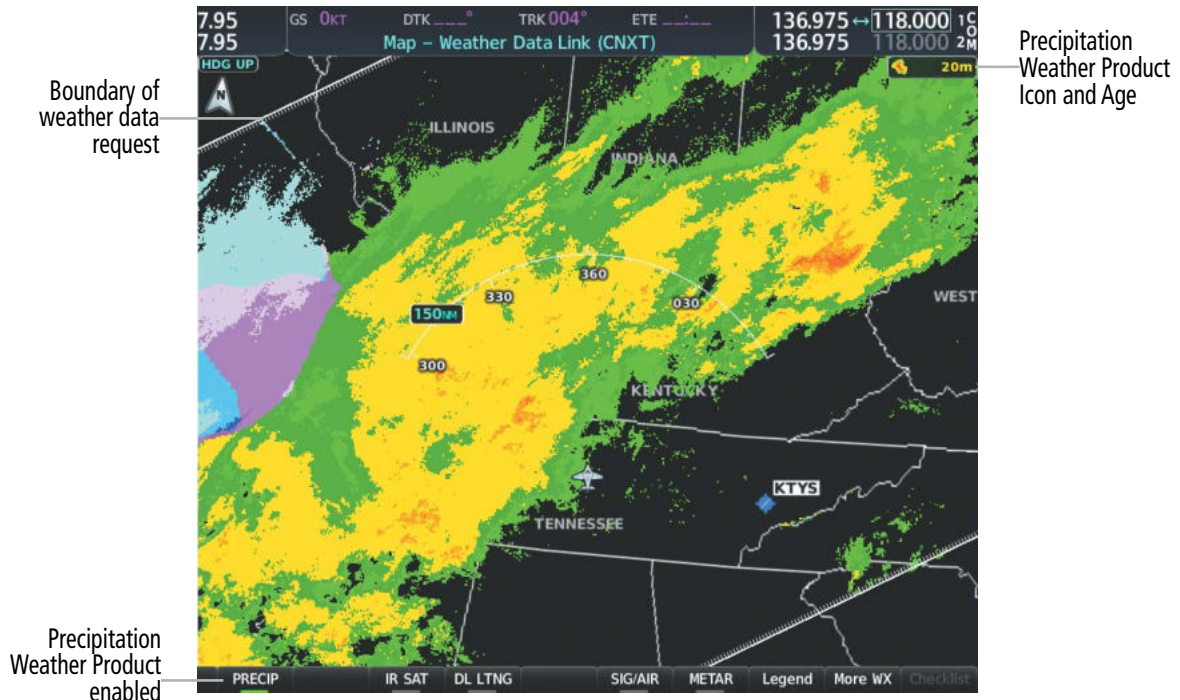 7.95 GS 0KT DTK ___° TRK 004° ETE __:__ 136.975 ↔ 118.000 1 C
7.95 Map – Weather Data Link (CNXT) 136.975 118.000 2 O M
HDG UP
20m
N
Precipitation
Weather Product
Icon and Age
Boundary of
weather data
request
ILLINOIS
INDIANA
360
330
030
150NM
WEST
300
KENTUCKY
KTYS
TENNESSEE
Precipitation
Weather Product
enabled
PRECIP IR SAT DL LTNG SIG/AIR METAR Legend More WX Checklist